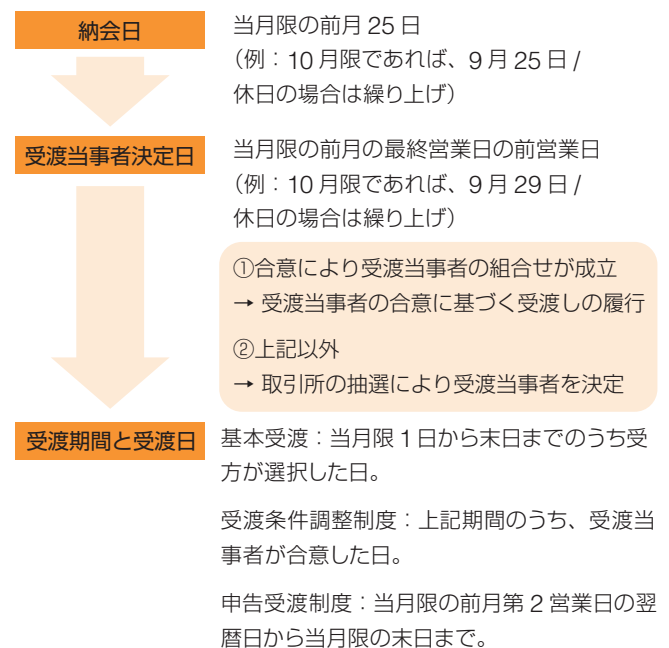 納会日
当月限の前月 25 日
（例：10 月限であれば、9 月 25 日 /
休日の場合は繰り上げ）
受渡当事者決定日
当月限の前月の最終営業日の前営業日
（例：10 月限であれば、9 月 29 日 /
休日の場合は繰り上げ）
①合意により受渡当事者の組合せが成立
→ 受渡当事者の合意に基づく受渡しの履行
②上記以外
→ 取引所の抽選により受渡当事者を決定
受渡期間と受渡日
基本受渡：当月限 1 日から末日までのうち受
方が選択した日。
受渡条件調整制度：上記期間のうち、受渡当
事者が合意した日。
申告受渡制度：当月限の前月第 2 営業日の翌
暦日から当月限の末日まで。